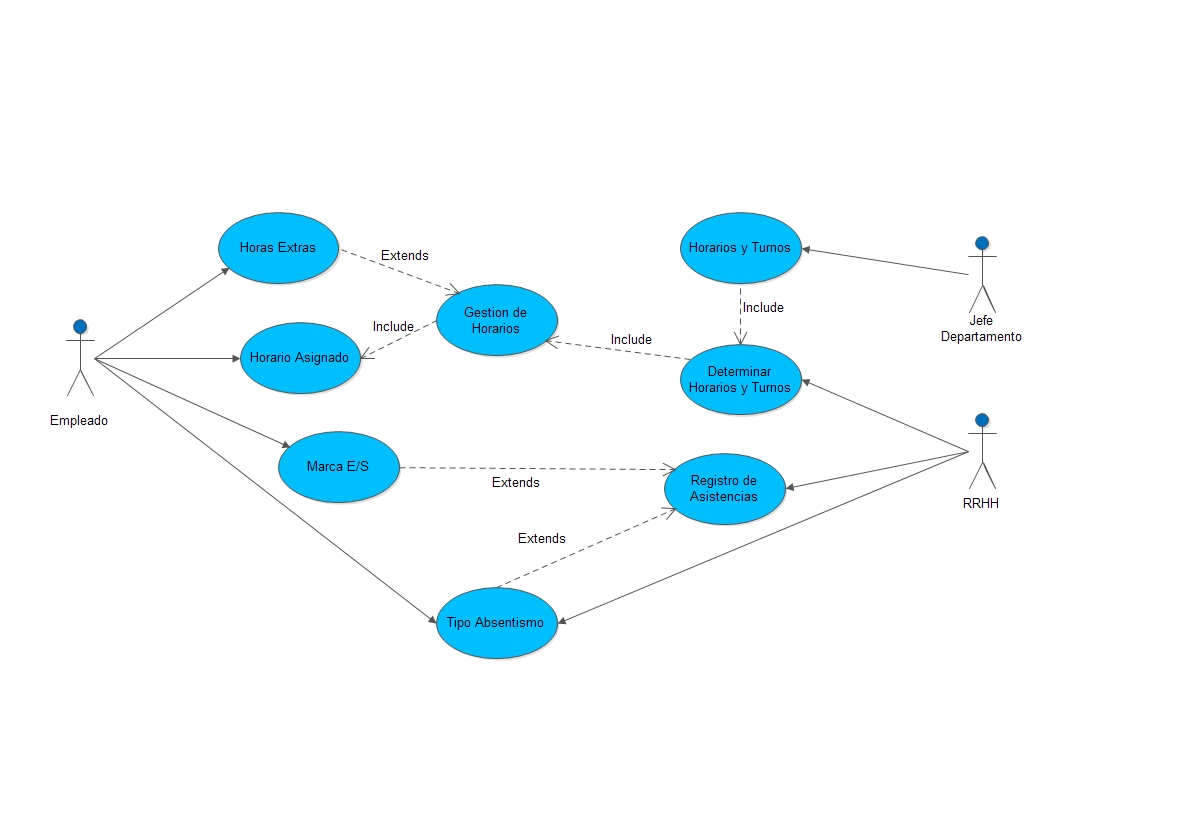 Horas Extras
Extends
Horarios y Turnos
Gestion de
Horarios
Include
Include
Jefe
Departamento
Include
Horario Asignado
Determinar
Horarios y Turnos
Empleado
Marca E/S
Extends
Registro de
Asistencias
RRHH
Extends
Tipo Absentismo